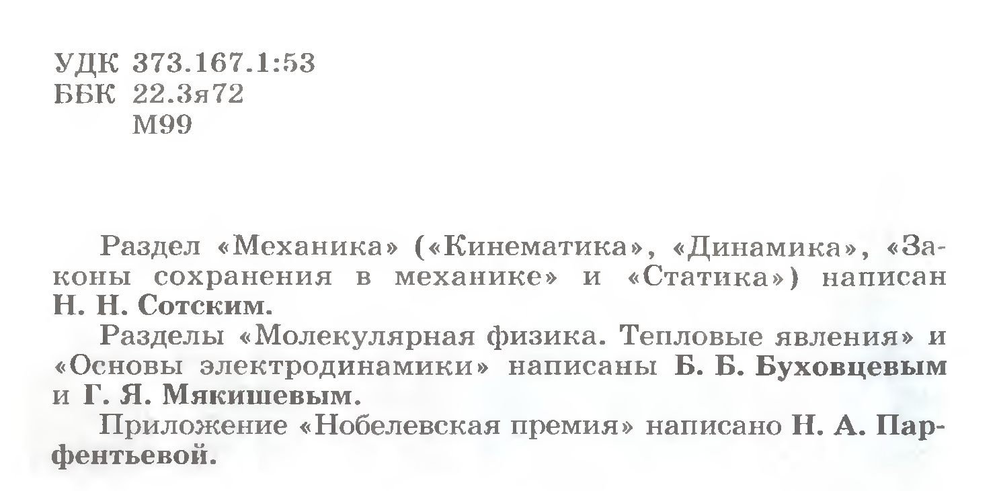 УДК 373.167.1:53
ББК 22.3я72
М99
Раздел «Механика» («Кинематика», «Динамика», «За-
коны сохранения в механике» и «Статика») написан
Н. Н. Сотским.
Разделы «Молекулярная физика. Тепловые явления» и
«Основы электродинамики» написаны Б. Б. Буховцевым
и Г. Я. Мякишевым.
Приложение «Нобелевская премия» написано Н. А. Пар-
фентьевой.